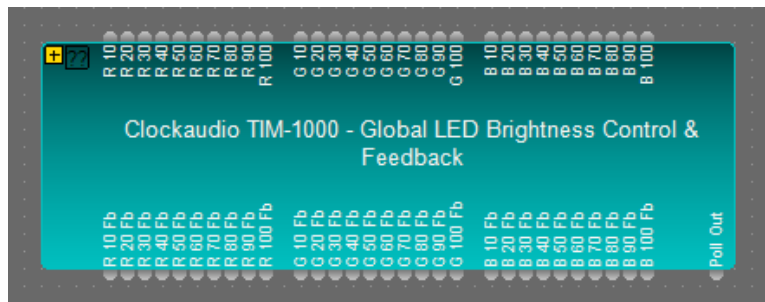 + ?? R 10 R 20 R 30 R 40 R 50 R 60 R 70 R 80 R 90 R 100 G 10 G 20 G 30 G 40 G 50 G 60 G 70 G 80 G 90 G 100 B 10 B 20 B 30 B 40 B 50 B 60 B 70 B 80 B 90 B 100
Clockaudio TIM-1000 - Global LED Brightness Control &
Feedback
R 10 Fb R 20 Fb R 30 Fb R 40 Fb R 50 Fb R 60 Fb R 70 Fb R 80 Fb R 90 Fb R 100 Fb G 10 Fb G 20 Fb G 30 Fb G 40 Fb G 50 Fb G 60 Fb G 70 Fb G 80 Fb G 90 Fb G 100 Fb B 10 Fb B 20 Fb B 30 Fb B 40 Fb B 50 Fb B 60 Fb B 70 Fb B 80 Fb B 90 Fb B 100 Fb Poll Out